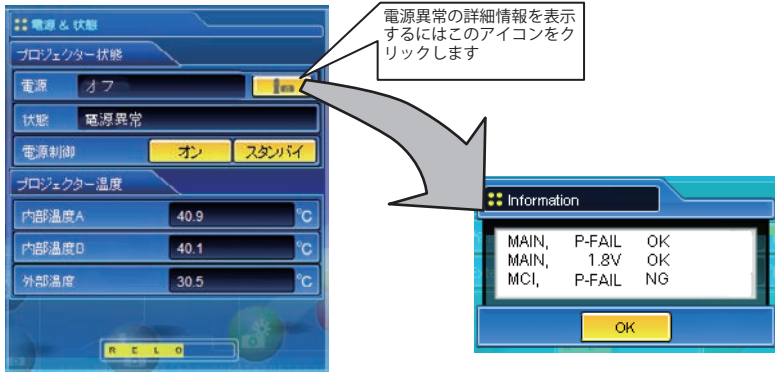 電源異常の詳細情報を表示
するにはこのアイコンをク
リックします
電源 & 状態
プロジェクター状態
電源 オフ
状態 電源異常
電源制御 オン スタンバイ
プロジェクター温度
内部温度A 40.9 °C
内部温度B 40.1 °C
外部温度 30.5 °C
R E L O
Information
MAIN, P-FAIL OK
MAIN, 1.8V OK
MCI, P-FAIL NG
OK